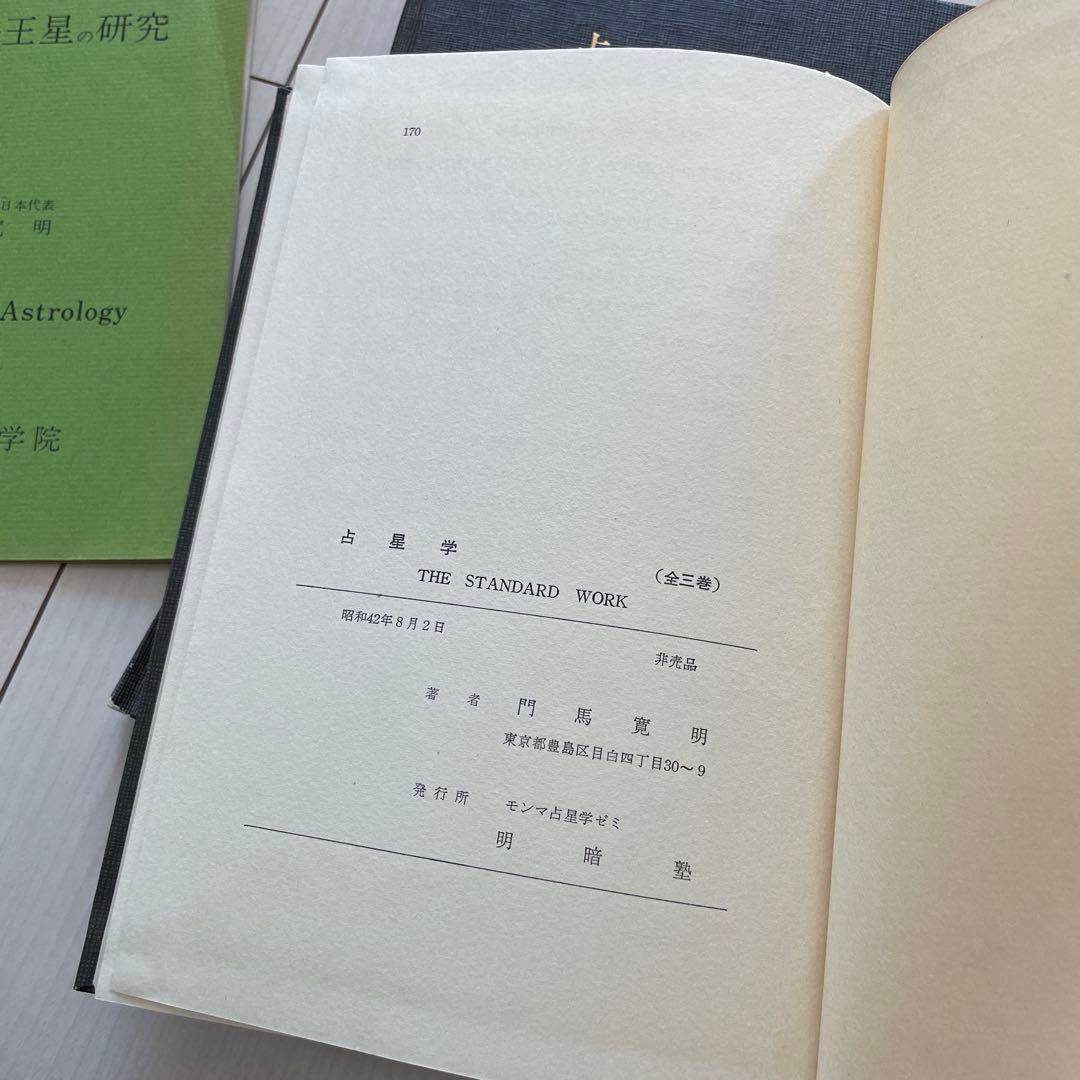 王星の研究
日本代表
明
Astrology
学院
170
占星学
(全三巻)
THE STANDARD WORK
昭和42年8月2日
非売品
著者 門馬寛明
東京都豊島区目白四丁目30〜9
発行所 モンマ占星学ゼミ
明暗塾